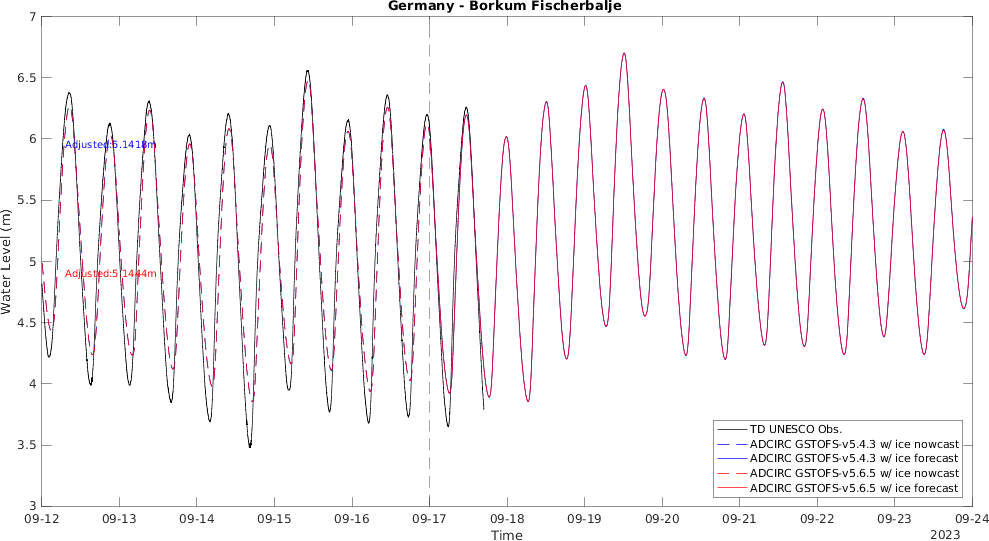 Germany - Borkum Fischerbalje
7
6.5
6
5.5
5
4.5
4
3.5
3
Water Level (m)
Adjusted:5.1418m
Adjusted:5.1444m
TD UNESCO Obs.
ADCIRC GSTOFS-v5.4.3 w/ ice nowcast
ADCIRC GSTOFS-v5.4.3 w/ ice forecast
ADCIRC GSTOFS-v5.6.5 w/ ice nowcast
ADCIRC GSTOFS-v5.6.5 w/ ice forecast
09-12 09-13 09-14 09-15 09-16 09-17 09-18 09-19 09-20 09-21 09-22 09-23 09-24
Time
2023